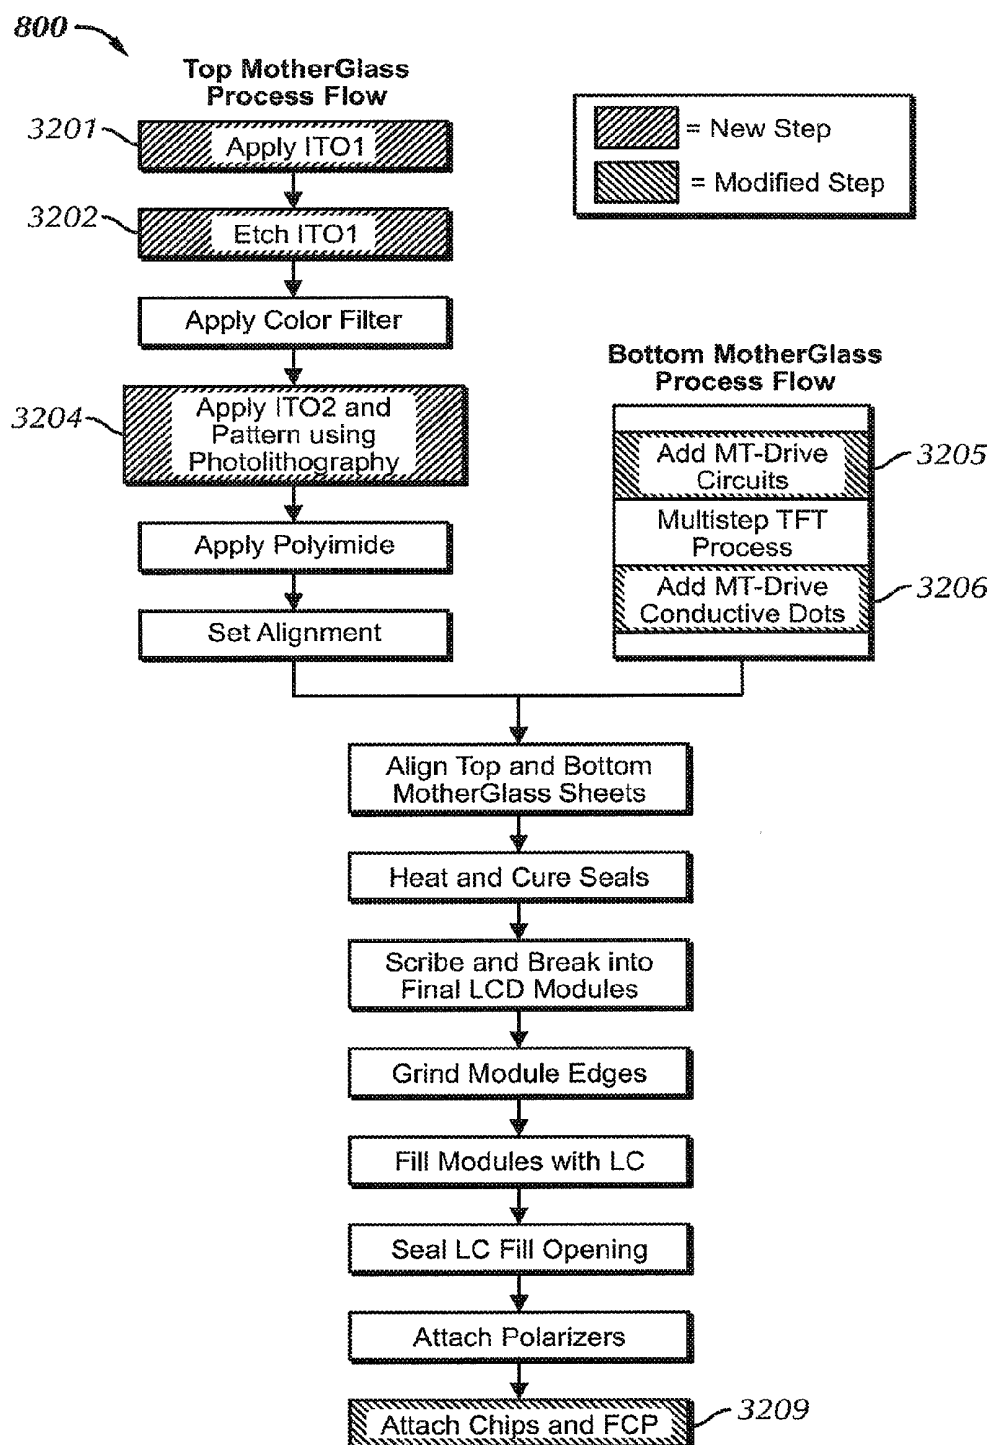 800
Top MotherGlass
Process Flow
3201
Apply ITO1
= New Step
= Modified Step
3202
Etch ITO1
Apply Color Filter
3204
Apply ITO2 and
Pattern using
Photolithography
Apply Polyimide
Set Alignment
Bottom MotherGlass
Process Flow
Add MT-Drive
Circuits
3205
Multistep TFT
Process
Add MT-Drive
Conductive Dots
3206
Align Top and Bottom
MotherGlass Sheets
Heat and Cure Seals
Scribe and Break into
Final LCD Modules
Grind Module Edges
Fill Modules with LC
Seal LC Fill Opening
Attach Polarizers
Attach Chips and FCP
3209